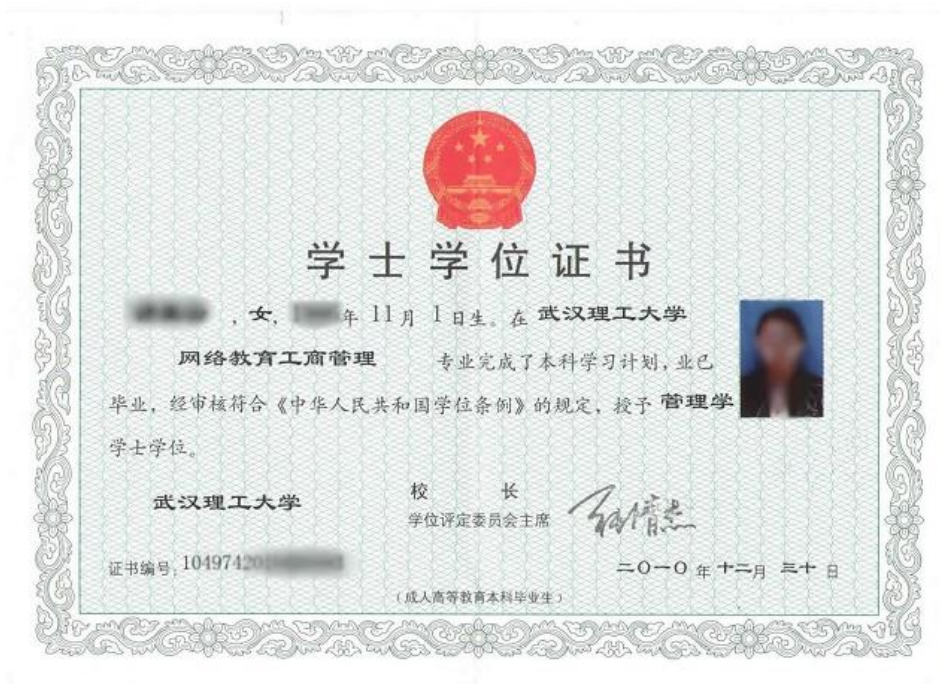 学士学位证书
，女，年 11月 1日生。在 武汉理工大学
网络教育工商管理 专业完成了本科学习计划，业已
毕业，经审核符合《中华人民共和国学位条例》的规定，授予 管理学
学士学位。
武汉理工大学
校 长
学位评定委员会主席
证书编号：1049742
二〇一〇年十二月三十日
（成人高等教育本科毕业生）